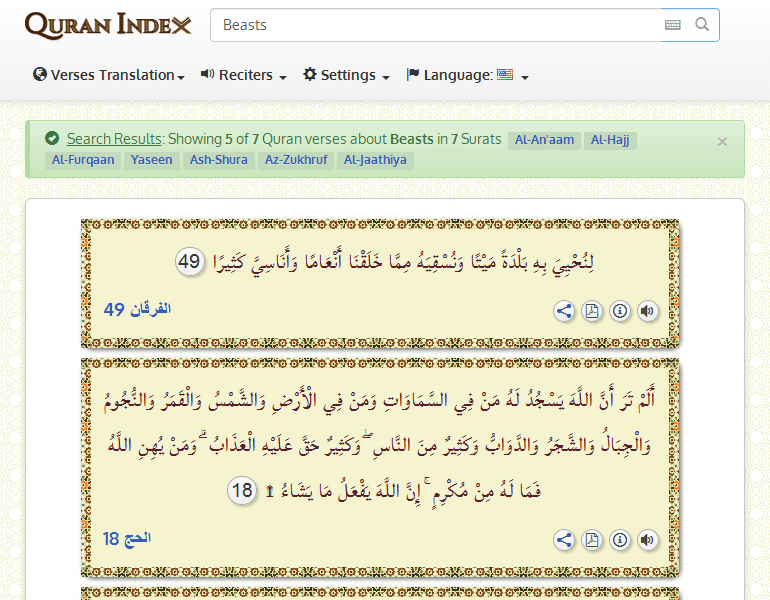 QURAN INDEX
Beasts
Verses Translation
Reciters
Settings
Language:
Search Results: Showing 5 of 7 Quran verses about Beasts in 7 Surats Al-An'aam Al-Hajj
Al-Furqaan Yaseen Ash-Shura Az-Zukhruf Al-Jaathiya
×
لِنُحْيِيَ بِهِ بَلْدَةً مَيْتًا وَنُسْقِيَهُ مِمَّا خَلَقْنَا أَنْعَامًا وَأَنَاسِيَّ كَثِيرًا 49
الفرقان 49
أَلَمْ تَرَ أَنَّ اللَّهَ يَسْجُدُ لَهُ مَنْ فِي السَّمَاوَاتِ وَمَنْ فِي الْأَرْضِ وَالشَّمْسُ وَالْقَمَرُ وَالنُّجُومُ
وَالْجِبَالُ وَالشَّجَرُ وَالدَّوَابُّ وَكَثِيرٌ مِنَ النَّاسِ ۖ وَكَثِيرٌ حَقَّ عَلَيْهِ الْعَذَابُ ۗ وَمَنْ يُهِنِ اللَّهُ
فَمَا لَهُ مِنْ مُكْرِمٍ ۚ إِنَّ اللَّهَ يَفْعَلُ مَا يَشَاءُ ۩ 18
الحج 18